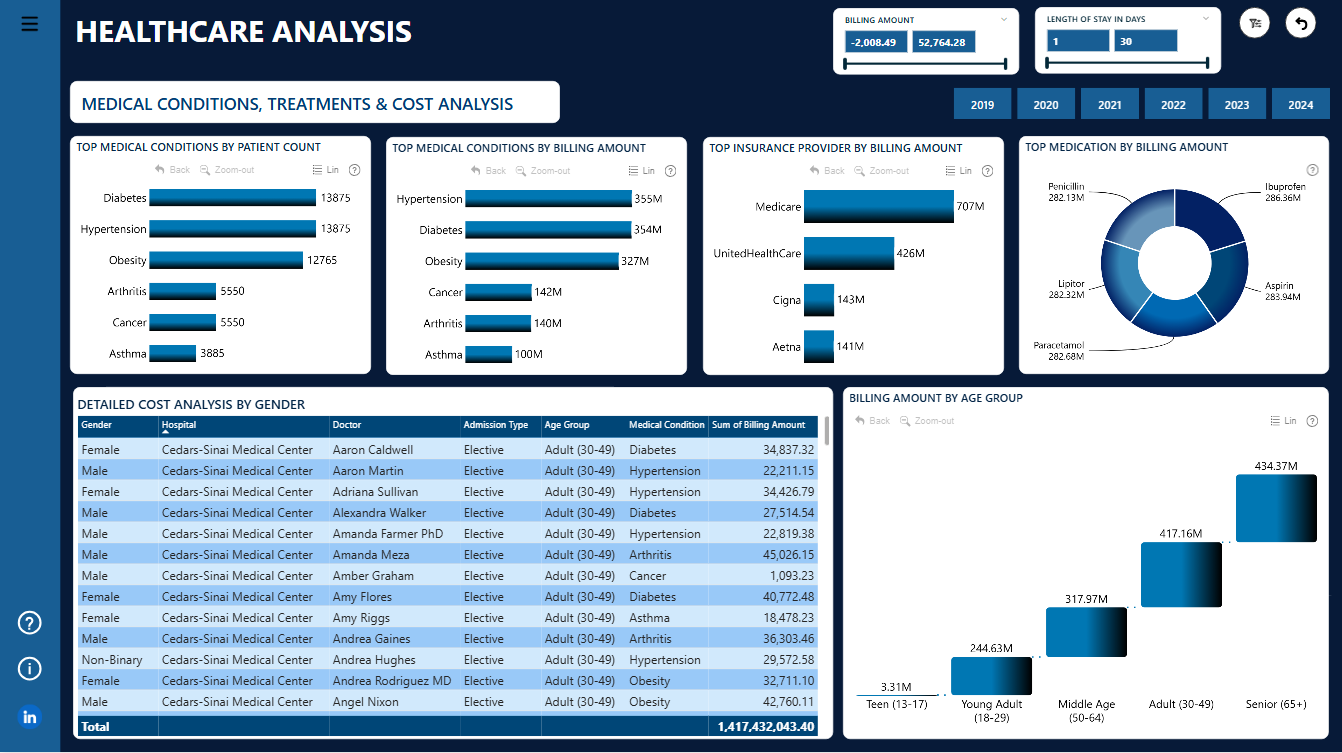 HEALTHCARE ANALYSIS
BILLING AMOUNT
-2,008.49 52,764.28
LENGTH OF STAY IN DAYS
1 30
MEDICAL CONDITIONS, TREATMENTS & COST ANALYSIS
2019 2020 2021 2022 2023 2024
TOP MEDICAL CONDITIONS BY PATIENT COUNT
Back Zoom-out Lin ?
Diabetes 13875
Hypertension 13875
Obesity 12765
Arthritis 5550
Cancer 5550
Asthma 3885
TOP MEDICAL CONDITIONS BY BILLING AMOUNT
Back Zoom-out Lin ?
Hypertension 355M
Diabetes 354M
Obesity 327M
Cancer 142M
Arthritis 140M
Asthma 100M
TOP INSURANCE PROVIDER BY BILLING AMOUNT
Back Zoom-out Lin ?
Medicare 707M
UnitedHealthCare 426M
Cigna 143M
Aetna 141M
TOP MEDICATION BY BILLING AMOUNT
?
Penicillin
282.13M
Ibuprofen
286.36M
Lipitor
282.32M
Aspirin
283.94M
Paracetamol
282.68M
DETAILED COST ANALYSIS BY GENDER
Gender Hospital Doctor Admission Type Age Group Medical Condition Sum of Billing Amount
Female Cedars-Sinai Medical Center Aaron Caldwell Elective Adult (30-49) Diabetes 34,837.32
Male Cedars-Sinai Medical Center Aaron Martin Elective Adult (30-49) Hypertension 22,211.15
Female Cedars-Sinai Medical Center Adriana Sullivan Elective Adult (30-49) Hypertension 34,426.79
Male Cedars-Sinai Medical Center Alexandra Walker Elective Adult (30-49) Diabetes 27,514.54
Male Cedars-Sinai Medical Center Amanda Farmer PhD Elective Adult (30-49) Hypertension 22,819.38
Male Cedars-Sinai Medical Center Amanda Meza Elective Adult (30-49) Arthritis 45,026.15
Male Cedars-Sinai Medical Center Amber Graham Elective Adult (30-49) Cancer 1,093.23
Female Cedars-Sinai Medical Center Amy Flores Elective Adult (30-49) Diabetes 40,772.48
Female Cedars-Sinai Medical Center Amy Riggs Elective Adult (30-49) Asthma 18,478.23
Male Cedars-Sinai Medical Center Andrea Gaines Elective Adult (30-49) Arthritis 36,303.46
Non-Binary Cedars-Sinai Medical Center Andrea Hughes Elective Adult (30-49) Hypertension 29,572.58
Female Cedars-Sinai Medical Center Andrea Rodriguez MD Elective Adult (30-49) Obesity 32,711.10
Male Cedars-Sinai Medical Center Angel Nixon Elective Adult (30-49) Obesity 42,760.11
Total 1,417,432,043.40
BILLING AMOUNT BY AGE GROUP
Back Zoom-out Lin ?
434.37M
417.16M
317.97M
244.63M
3.31M
Teen (13-17) Young Adult Middle Age Adult (30-49) Senior (65+)
(18-29) (50-64)
?
i
in